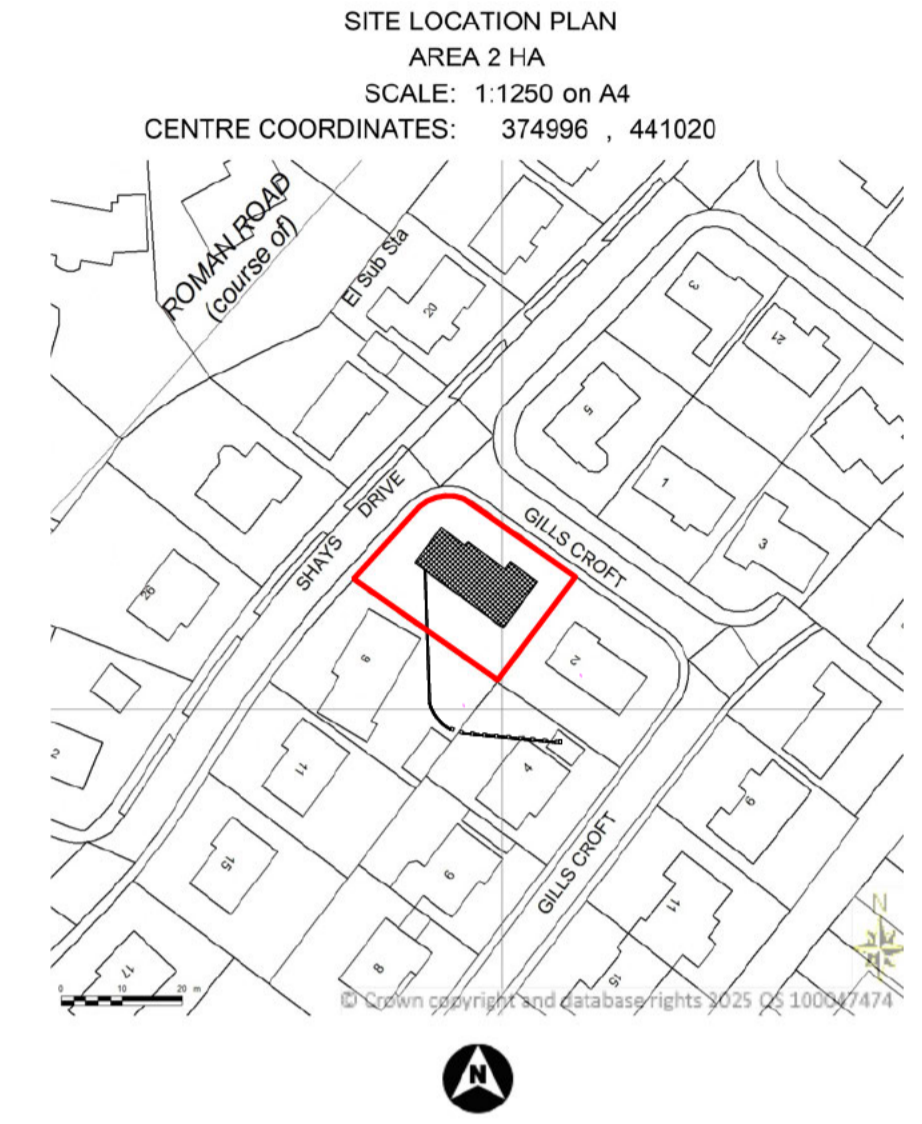 SITE LOCATION PLAN
AREA 2 HA
SCALE: 1:1250 on A4
CENTRE COORDINATES: 374996 , 441020
ROMAN ROAD
(course of)
El Sub Sta
20
3
21
5
1
3
SHAYS DRIVE
GILLS CROFT
26
9
2
2
11
4
9
15
9
GILLS CROFT
11
17
8
15
N
0 10 20 m
© Crown copyright and database rights 2025 OS 100047474
N